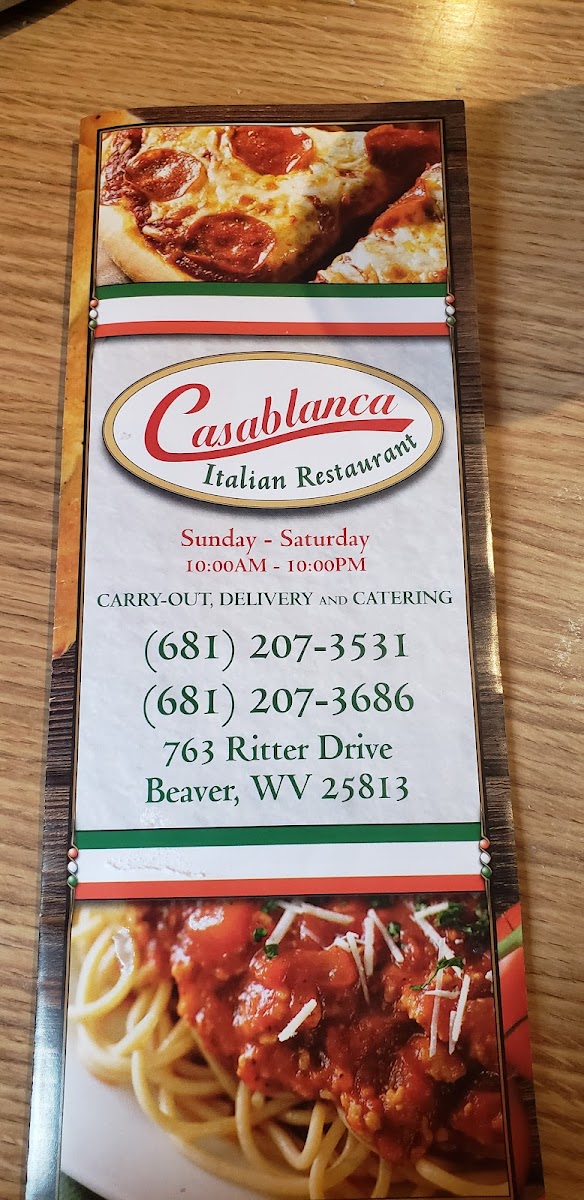 Casablanca
Italian Restaurant
Sunday - Saturday
10:00AM - 10:00PM
CARRY-OUT, DELIVERY AND CATERING
(681) 207-3531
(681) 207-3686
763 Ritter Drive
Beaver, WV 25813